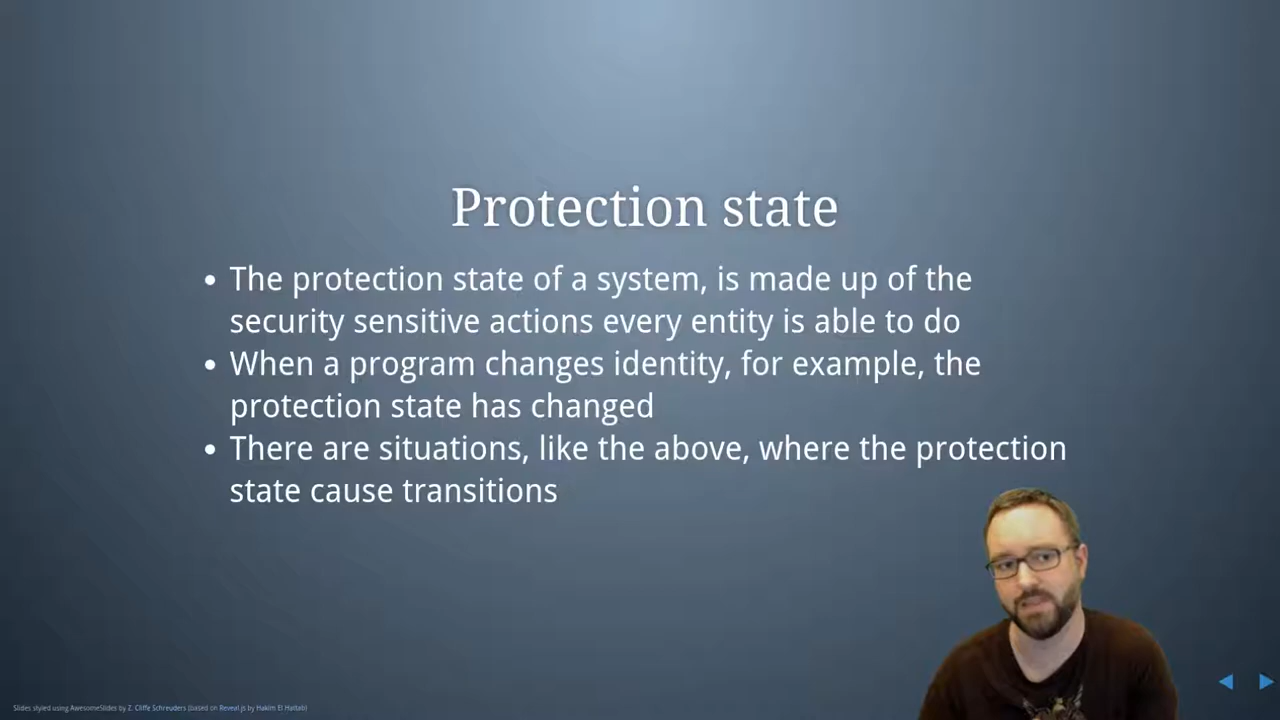 Protection state
• The protection state of a system, is made up of the
security sensitive actions every entity is able to do
• When a program changes identity, for example, the
protection state has changed
• There are situations, like the above, where the protection
state cause transitions
Slides styled using AwesomeSlides by Z. Cliffe Schreuders (based on Reveal.js by Hakim El Hattab)